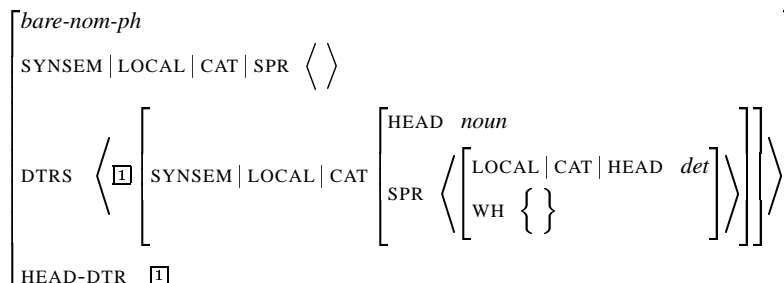 bare-nom-ph
SYNSEM | LOCAL | CAT | SPR ⟨ ⟩
HEAD noun
DTRS ⟨ 1 [ SYNSEM | LOCAL | CAT [ SPR ⟨ [ LOCAL | CAT | HEAD det
WH { } ] ⟩ ] ] ⟩
HEAD-DTR 1